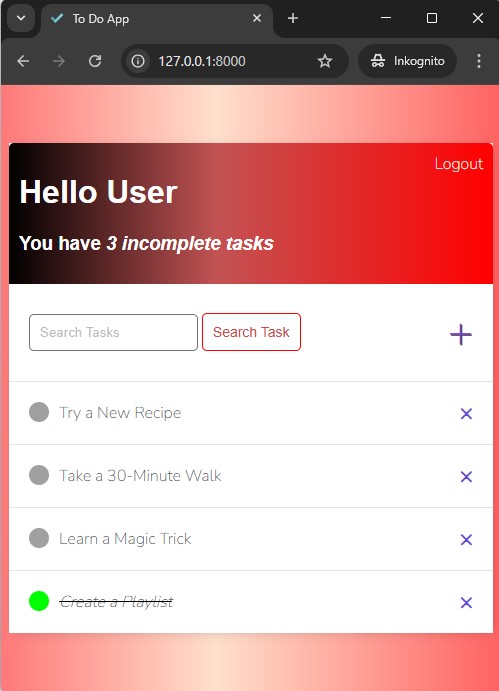 To Do App
127.0.0.1:8000
Inkognito
Logout
Hello User
You have 3 incomplete tasks
Search Tasks
Search Task
Try a New Recipe
Take a 30-Minute Walk
Learn a Magic Trick
Create a Playlist